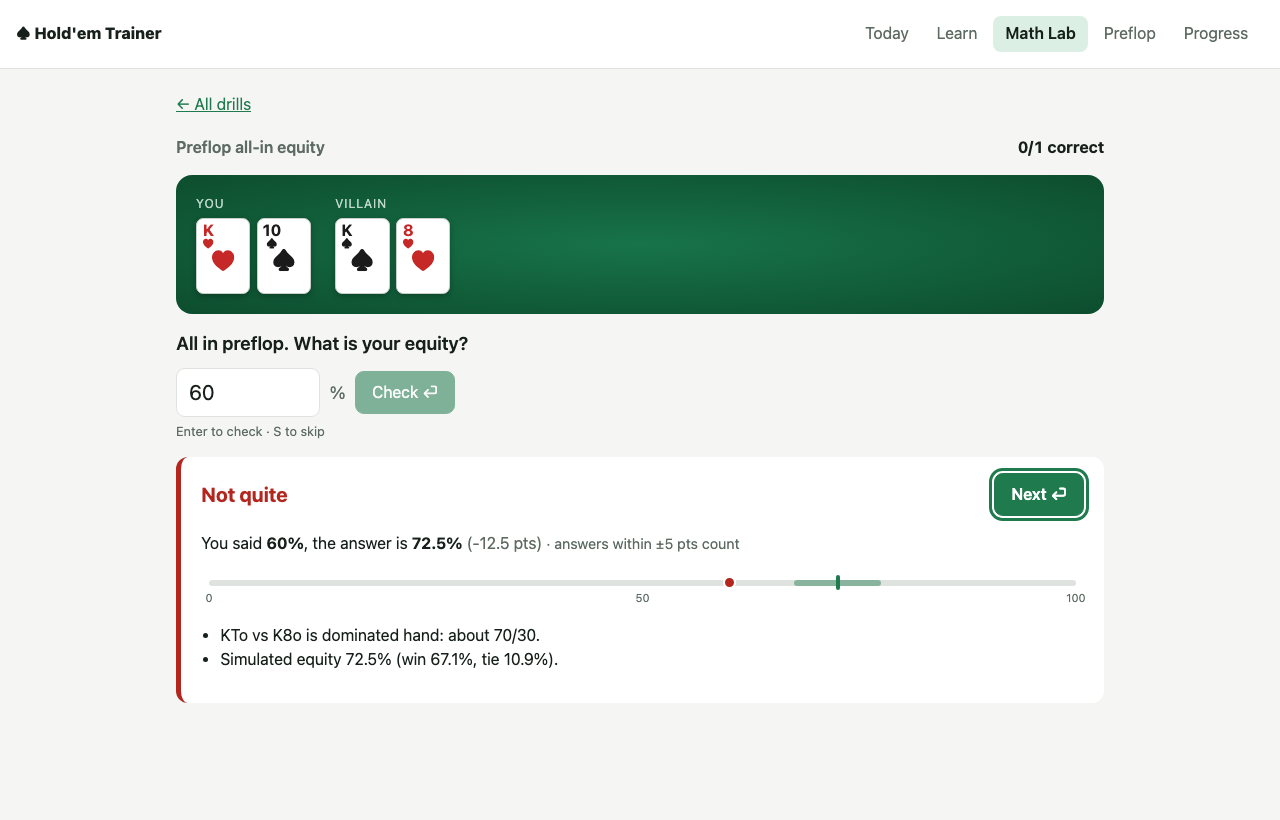 Hold'em Trainer
Today
Learn
Math Lab
Preflop
Progress
← All drills
Preflop all-in equity
0/1 correct
YOU
VILLAIN
K
10
K
8
All in preflop. What is your equity?
60
%
Check
Enter to check · S to skip
Not quite
Next
You said 60%, the answer is 72.5% (-12.5 pts) · answers within ±5 pts count
0
50
100
• KTo vs K8o is dominated hand: about 70/30.
• Simulated equity 72.5% (win 67.1%, tie 10.9%).